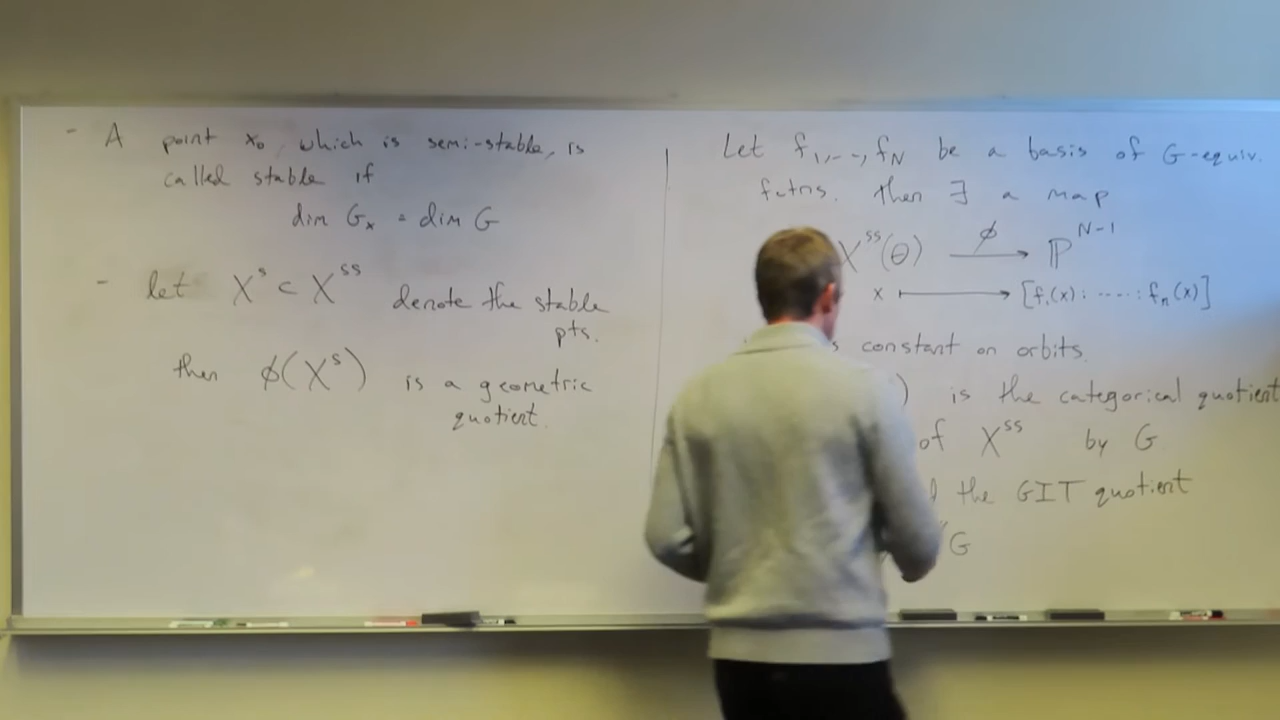 - A point x₀, which is semi-stable, is
called stable if
dim Gₓ = dim G
- let Xˢ ⊂ Xˢˢ denote the stable
pts.
then ϕ(Xˢ) is a geometric
quotient.
Let f₁,--,f_N be a basis of G-equiv.
fctns. then ∃ a map
Xˢˢ(θ) —ϕ→ ℙᴺ⁻¹
x ↦ [f₁(x): ----- : fₙ(x)]
constant on orbits.
) is the categorical quotient
of Xˢˢ by G
the GIT quotient
G